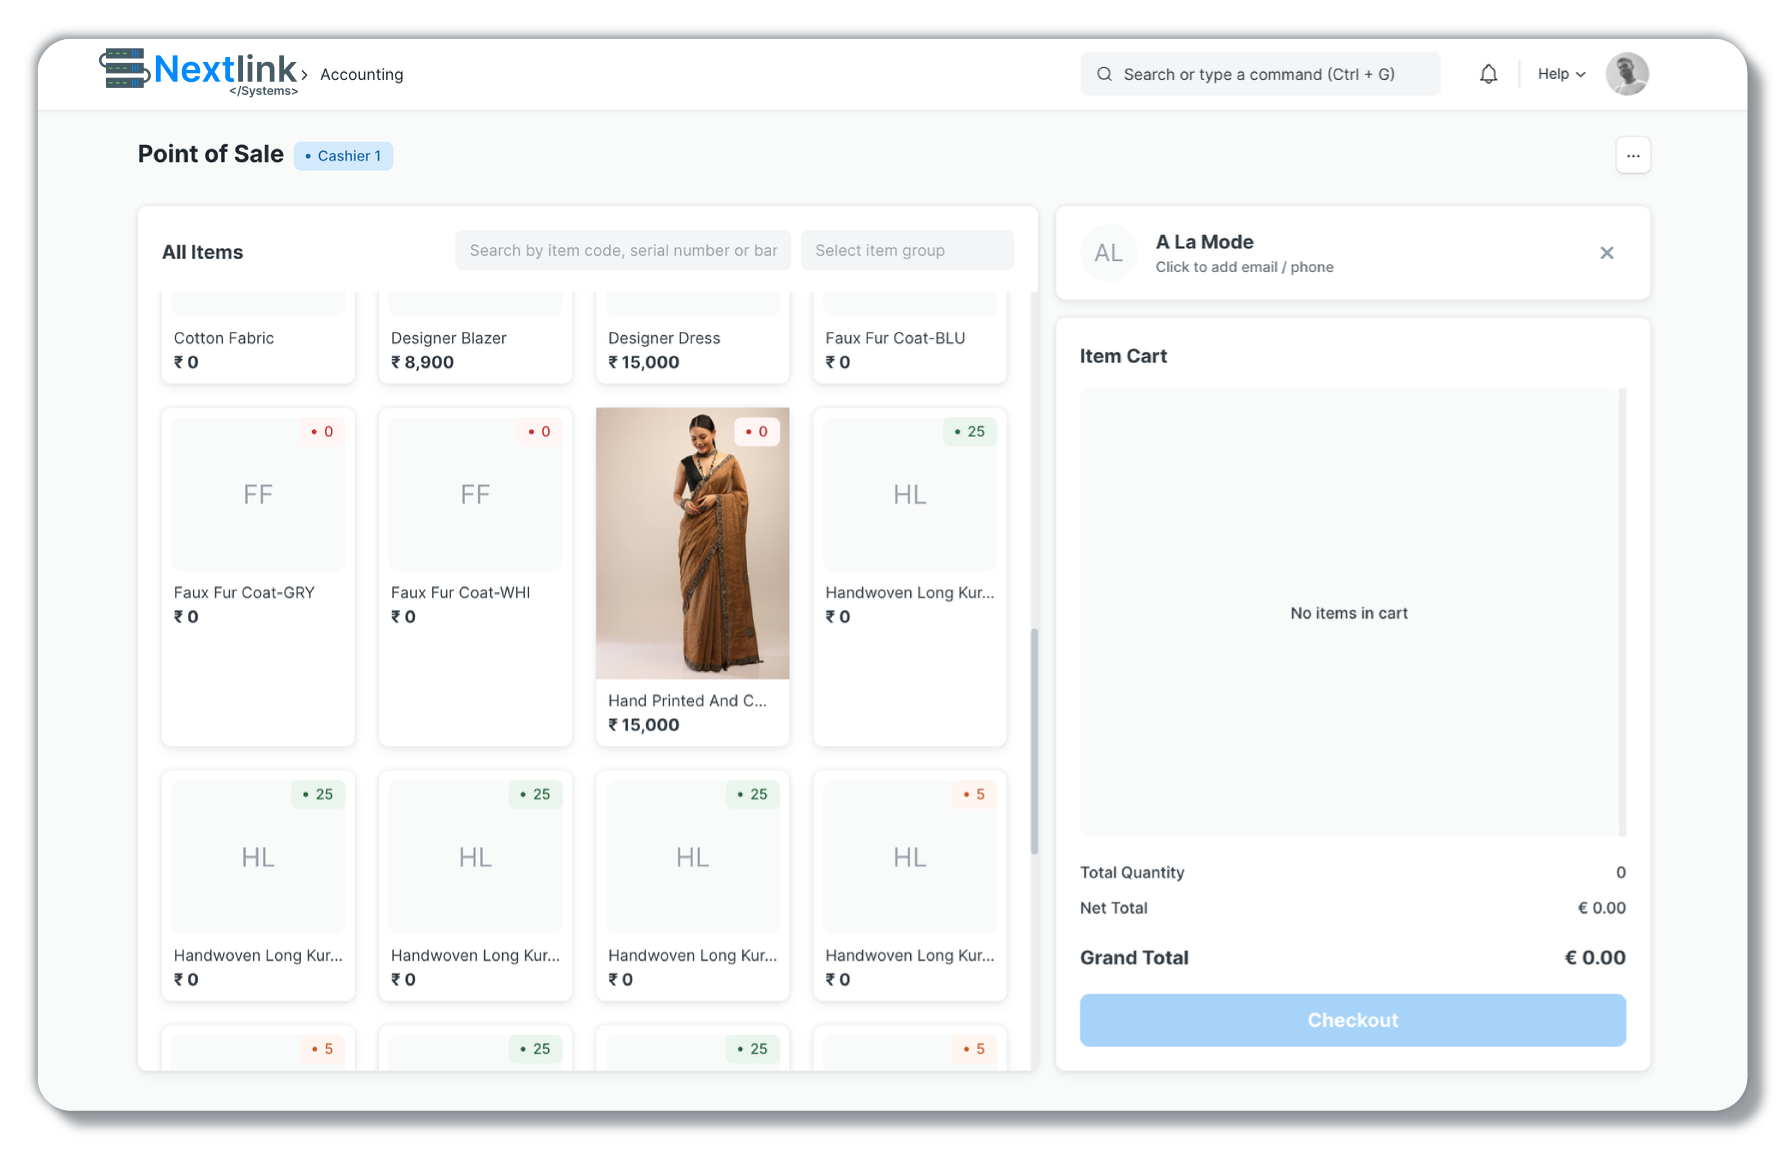 Nextlink
</Systems>
Accounting
Search or type a command (Ctrl + G)
Help
Point of Sale
• Cashier 1
...
All Items
Search by item code, serial number or bar
Select item group
Cotton Fabric
₹ 0
Designer Blazer
₹ 8,900
Designer Dress
₹ 15,000
Faux Fur Coat-BLU
₹ 0
• 0
FF
Faux Fur Coat-GRY
₹ 0
• 0
FF
Faux Fur Coat-WHI
₹ 0
• 0
Hand Printed And C...
₹ 15,000
• 25
HL
Handwoven Long Kur...
₹ 0
• 25
HL
Handwoven Long Kur...
₹ 0
• 25
HL
Handwoven Long Kur...
₹ 0
• 25
HL
Handwoven Long Kur...
₹ 0
• 5
HL
Handwoven Long Kur...
₹ 0
• 5
• 25
• 25
• 5
AL
A La Mode
Click to add email / phone
Item Cart
No items in cart
Total Quantity 0
Net Total € 0.00
Grand Total € 0.00
Checkout